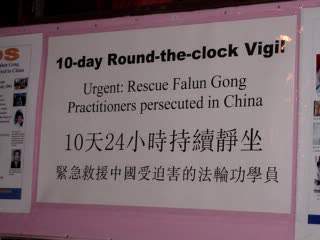 10-day Round-the-clock Vigil
Urgent: Rescue Falun Gong
Practitioners persecuted in China
10天24小時持續靜坐
緊急救援中國受迫害的法輪功學員